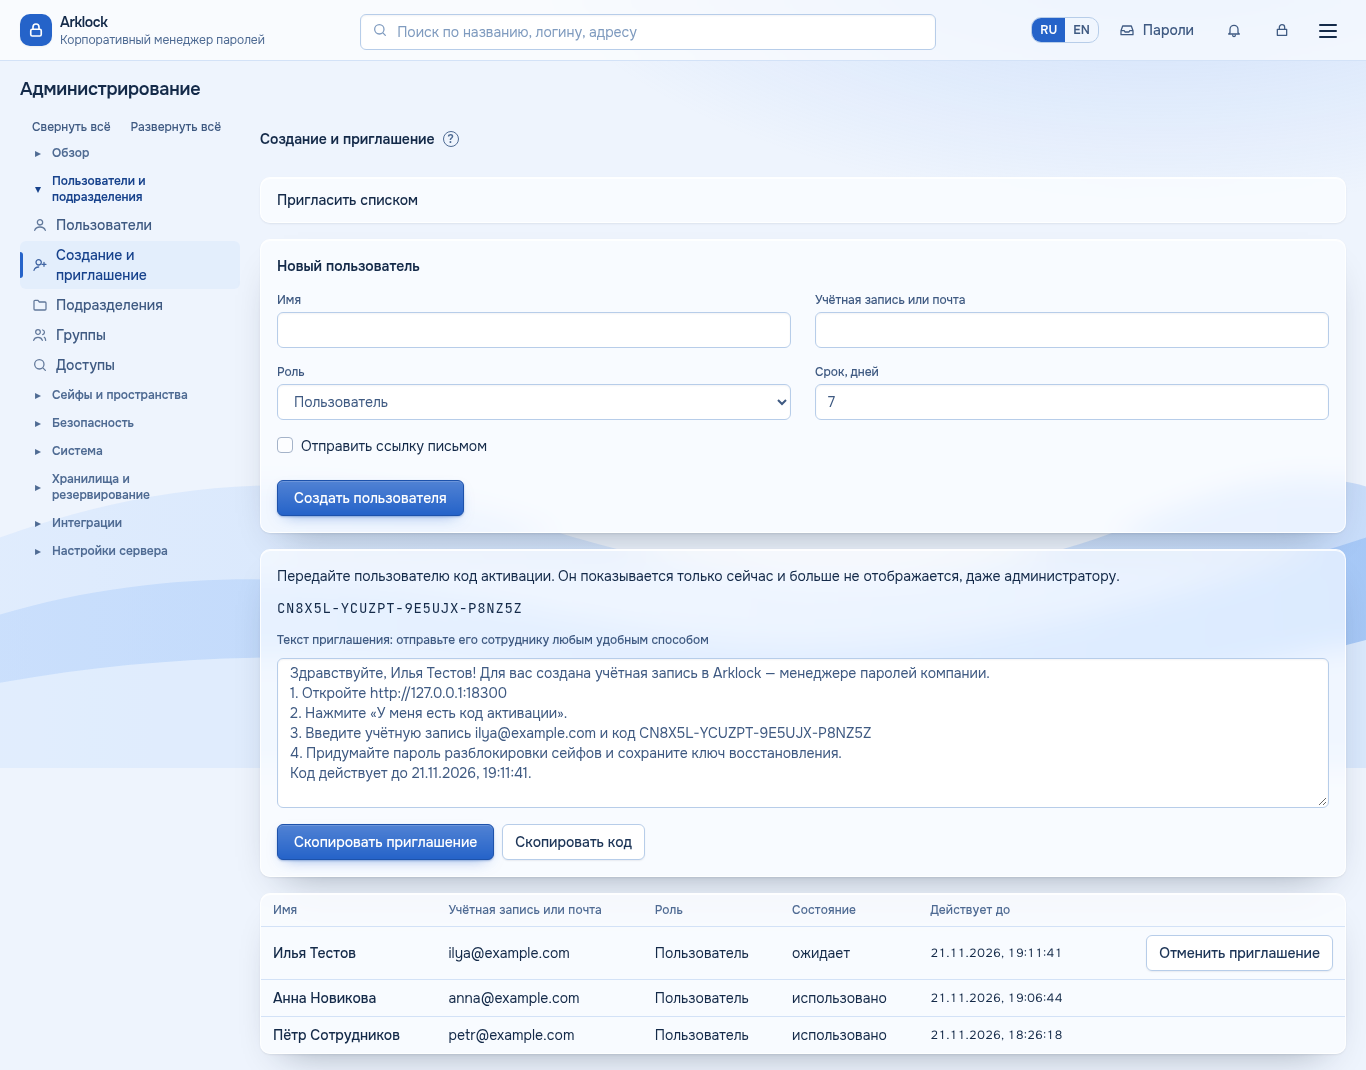 Arklock
Корпоративный менеджер паролей
Поиск по названию, логину, адресу
RU EN
Пароли
Администрирование
Свернуть всё Развернуть всё
Обзор
Пользователи и
подразделения
Пользователи
Создание и
приглашение
Подразделения
Группы
Доступы
Сейфы и пространства
Безопасность
Система
Хранилища и
резервирование
Интеграции
Настройки сервера
Создание и приглашение ?
Пригласить списком
Новый пользователь
Имя Учётная запись или почта
Роль Срок, дней
Пользователь 7
Отправить ссылку письмом
Создать пользователя
Передайте пользователю код активации. Он показывается только сейчас и больше не отображается, даже администратору.
CN8X5L-YCUZPT-9E5UJX-P8NZ5Z
Текст приглашения: отправьте его сотруднику любым удобным способом
Здравствуйте, Илья Тестов! Для вас создана учётная запись в Arklock — менеджере паролей компании.
1. Откройте http://127.0.0.1:18300
2. Нажмите «У меня есть код активации».
3. Введите учётную запись ilya@example.com и код CN8X5L-YCUZPT-9E5UJX-P8NZ5Z
4. Придумайте пароль разблокировки сейфов и сохраните ключ восстановления.
Код действует до 21.11.2026, 19:11:41.
Скопировать приглашение Скопировать код
Имя Учётная запись или почта Роль Состояние Действует до
Илья Тестов ilya@example.com Пользователь ожидает 21.11.2026, 19:11:41 Отменить приглашение
Анна Новикова anna@example.com Пользователь использовано 21.11.2026, 19:06:44
Пётр Сотрудников petr@example.com Пользователь использовано 21.11.2026, 18:26:18